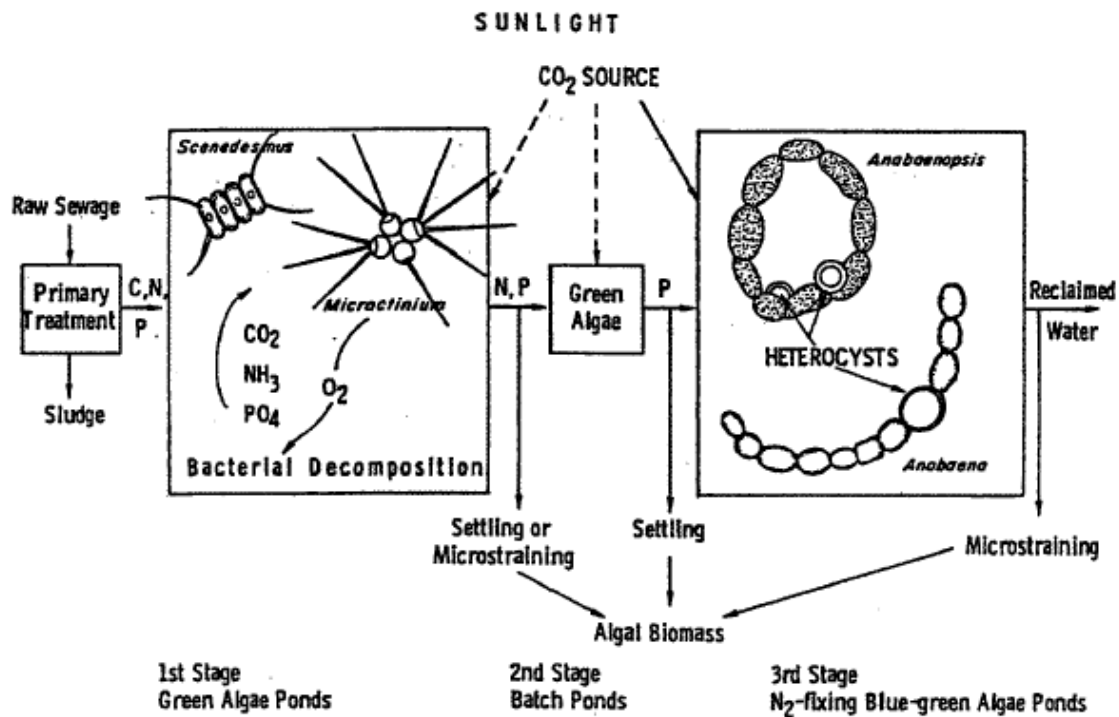 SUNLIGHT
CO2 SOURCE
Scenedesmus
Anabaenopsis
Raw Sewage
Primary
Treatment
C,N,
P
Micractinium
CO2
NH3
PO4
O2
Bacterial Decomposition
N, P
Green
Algae
P
HETEROCYSTS
Anabaena
Reclaimed
Water
Sludge
Settling or
Microstraining
Settling
Microstraining
Algal Biomass
1st Stage
Green Algae Ponds
2nd Stage
Batch Ponds
3rd Stage
N2-fixing Blue-green Algae Ponds